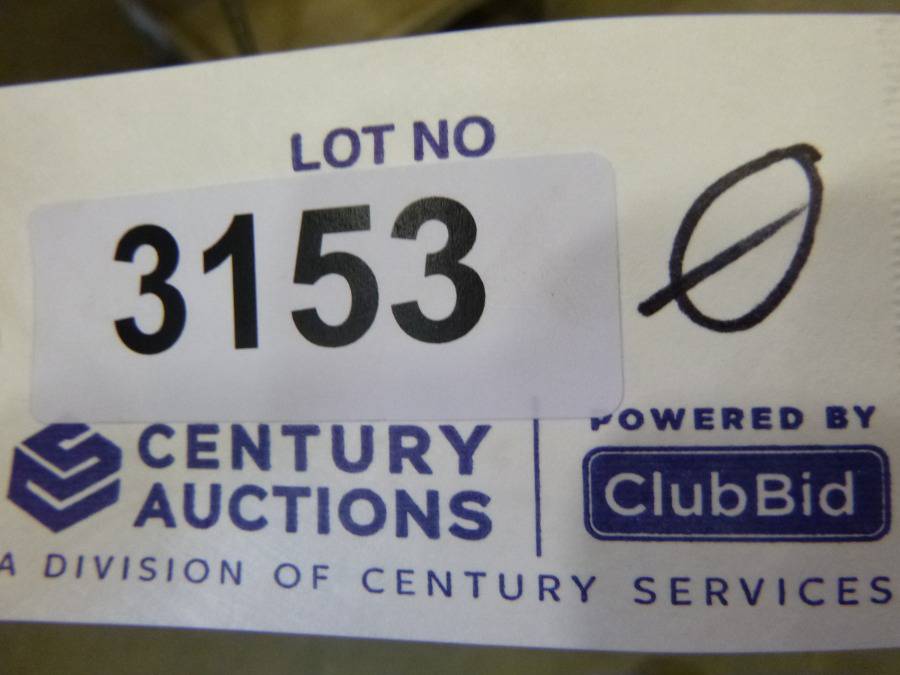 LOT NO
3153 Ø
CENTURY
AUCTIONS
POWERED BY
ClubBid
A DIVISION OF CENTURY SERVICES